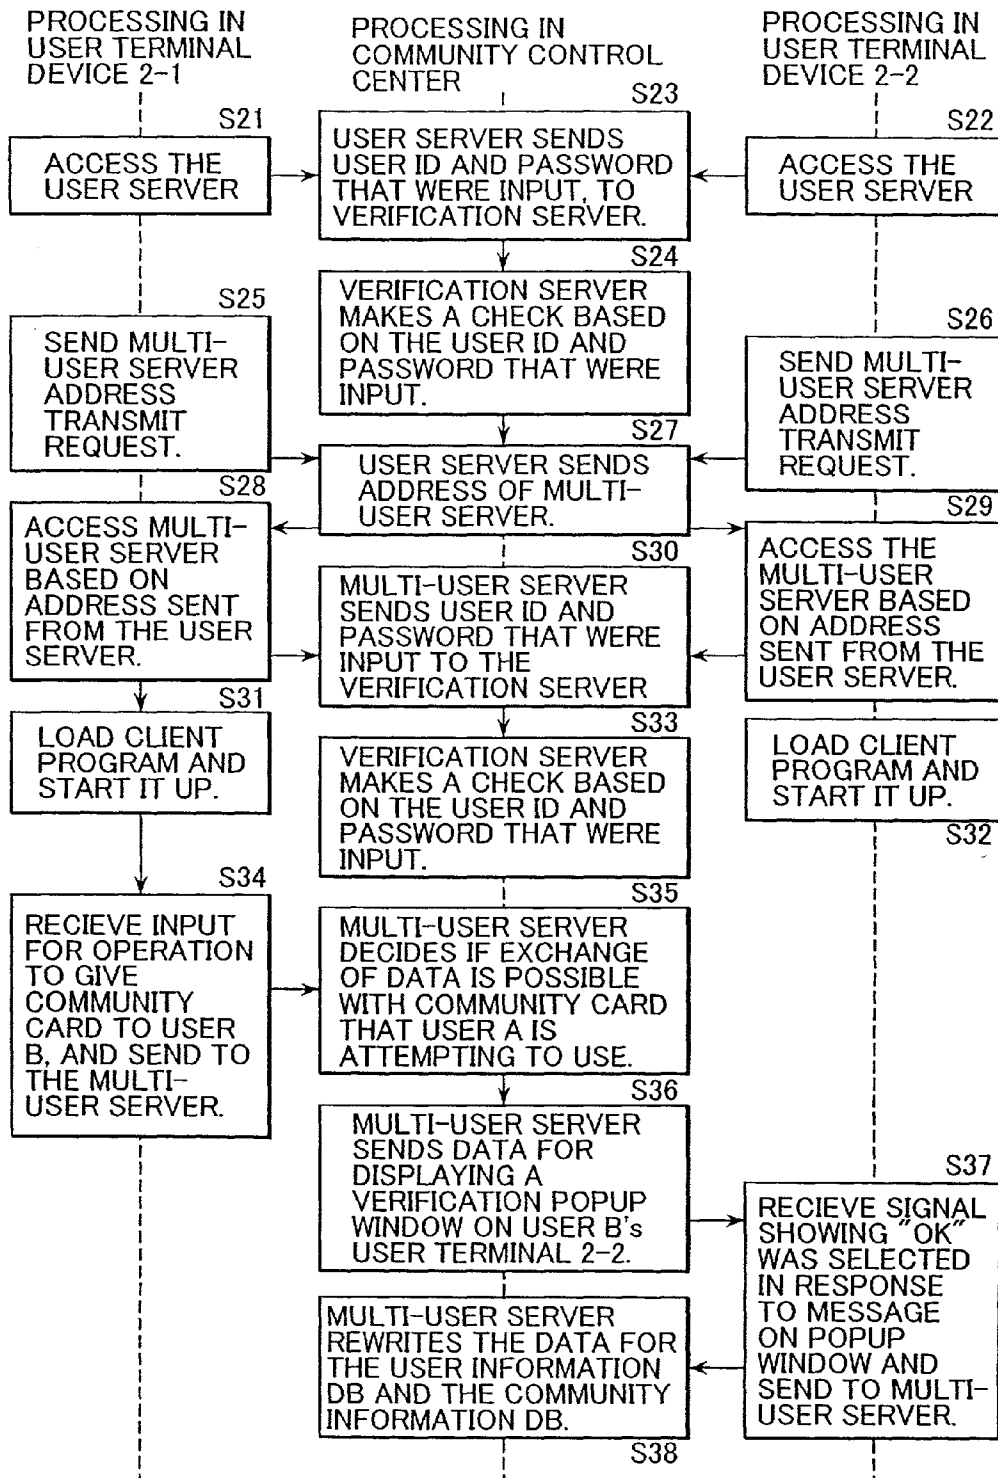 PROCESSING IN
USER TERMINAL
DEVICE 2-1
PROCESSING IN
COMMUNITY CONTROL
CENTER
PROCESSING IN
USER TERMINAL
DEVICE 2-2
S21
ACCESS THE
USER SERVER
S23
USER SERVER SENDS
USER ID AND PASSWORD
THAT WERE INPUT, TO
VERIFICATION SERVER.
S22
ACCESS THE
USER SERVER
S24
VERIFICATION SERVER
MAKES A CHECK BASED
ON THE USER ID AND
PASSWORD THAT WERE
INPUT.
S25
SEND MULTI-
USER SERVER
ADDRESS
TRANSMIT
REQUEST.
S26
SEND MULTI-
USER SERVER
ADDRESS
TRANSMIT
REQUEST.
S27
USER SERVER SENDS
ADDRESS OF MULTI-
USER SERVER.
S28
ACCESS MULTI-
USER SERVER
BASED ON
ADDRESS SENT
FROM THE USER
SERVER.
S29
ACCESS THE
MULTI-USER
SERVER BASED
ON ADDRESS
SENT FROM THE
USER SERVER.
S30
MULTI-USER SERVER
SENDS USER ID AND
PASSWORD THAT WERE
INPUT TO THE
VERIFICATION SERVER
S31
LOAD CLIENT
PROGRAM AND
START IT UP.
S33
VERIFICATION SERVER
MAKES A CHECK BASED
ON THE USER ID AND
PASSWORD THAT WERE
INPUT.
LOAD CLIENT
PROGRAM AND
START IT UP.
S32
S34
RECIEVE INPUT
FOR OPERATION
TO GIVE
COMMUNITY
CARD TO USER
B, AND SEND TO
THE MULTI-
USER SERVER.
S35
MULTI-USER SERVER
DECIDES IF EXCHANGE
OF DATA IS POSSIBLE
WITH COMMUNITY CARD
THAT USER A IS
ATTEMPTING TO USE.
S36
MULTI-USER SERVER
SENDS DATA FOR
DISPLAYING A
VERIFICATION POPUP
WINDOW ON USER B's
USER TERMINAL 2-2.
S37
RECIEVE SIGNAL
SHOWING "OK"
WAS SELECTED
IN RESPONSE
TO MESSAGE
ON POPUP
WINDOW AND
SEND TO MULTI-
USER SERVER.
MULTI-USER SERVER
REWRITES THE DATA FOR
THE USER INFORMATION
DB AND THE COMMUNITY
INFORMATION DB.
S38